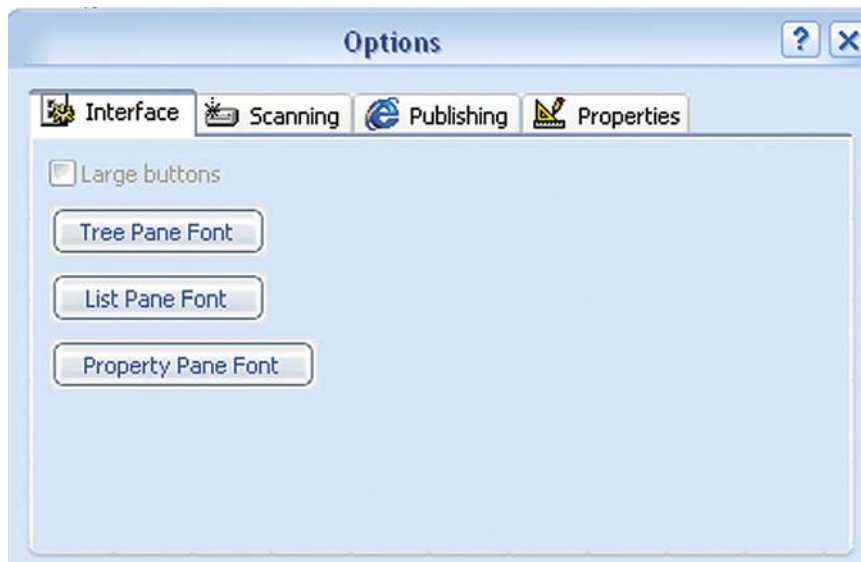 Options
?
Interface Scanning Publishing Properties
Large buttons
Tree Pane Font
List Pane Font
Property Pane Font